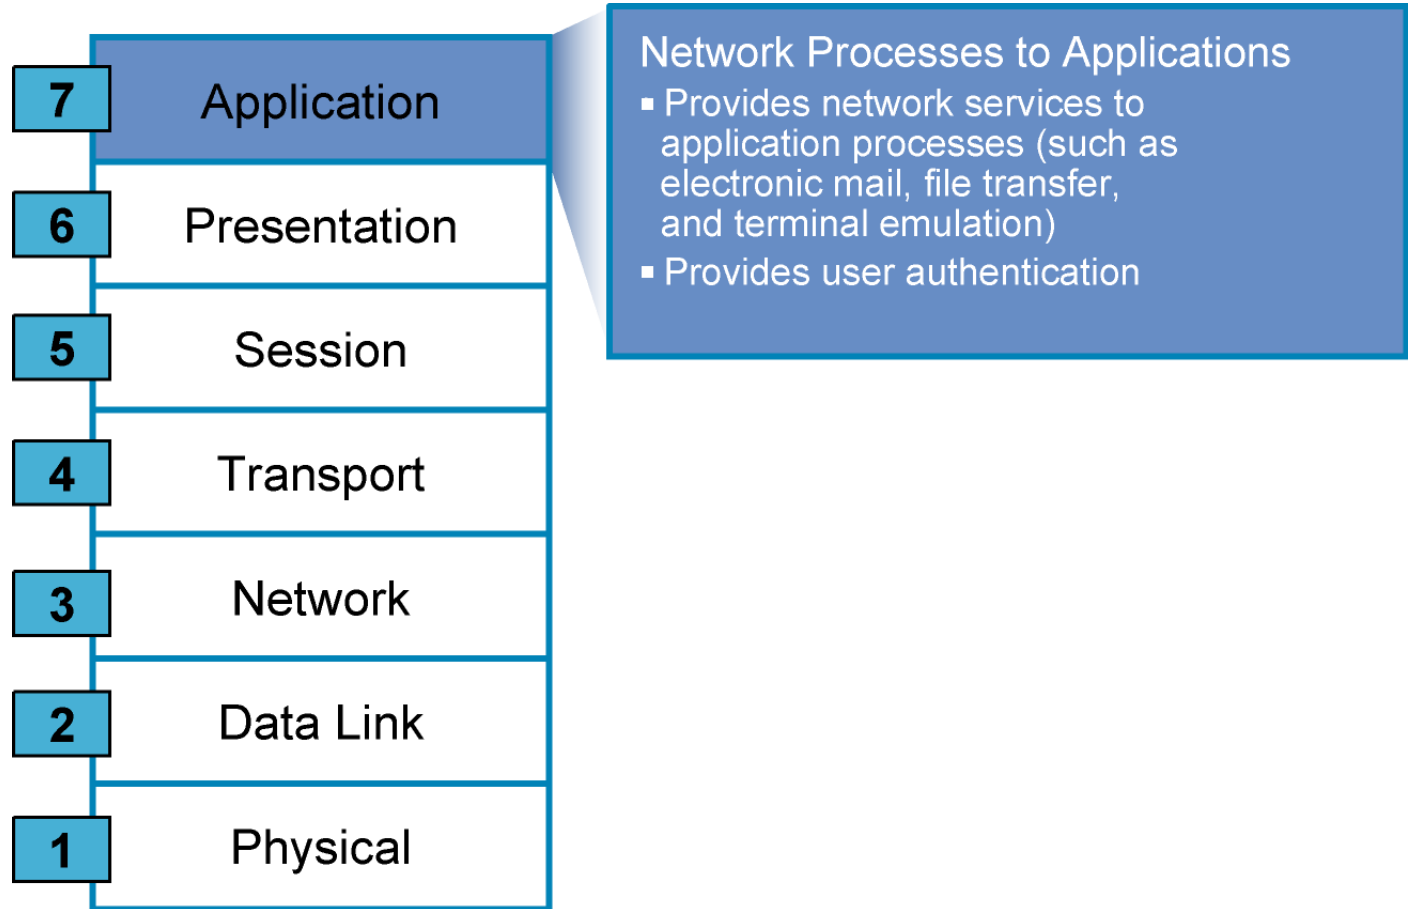 7 Application
6 Presentation
5 Session
4 Transport
3 Network
2 Data Link
1 Physical
Network Processes to Applications
▪ Provides network services to
application processes (such as
electronic mail, file transfer,
and terminal emulation)
▪ Provides user authentication